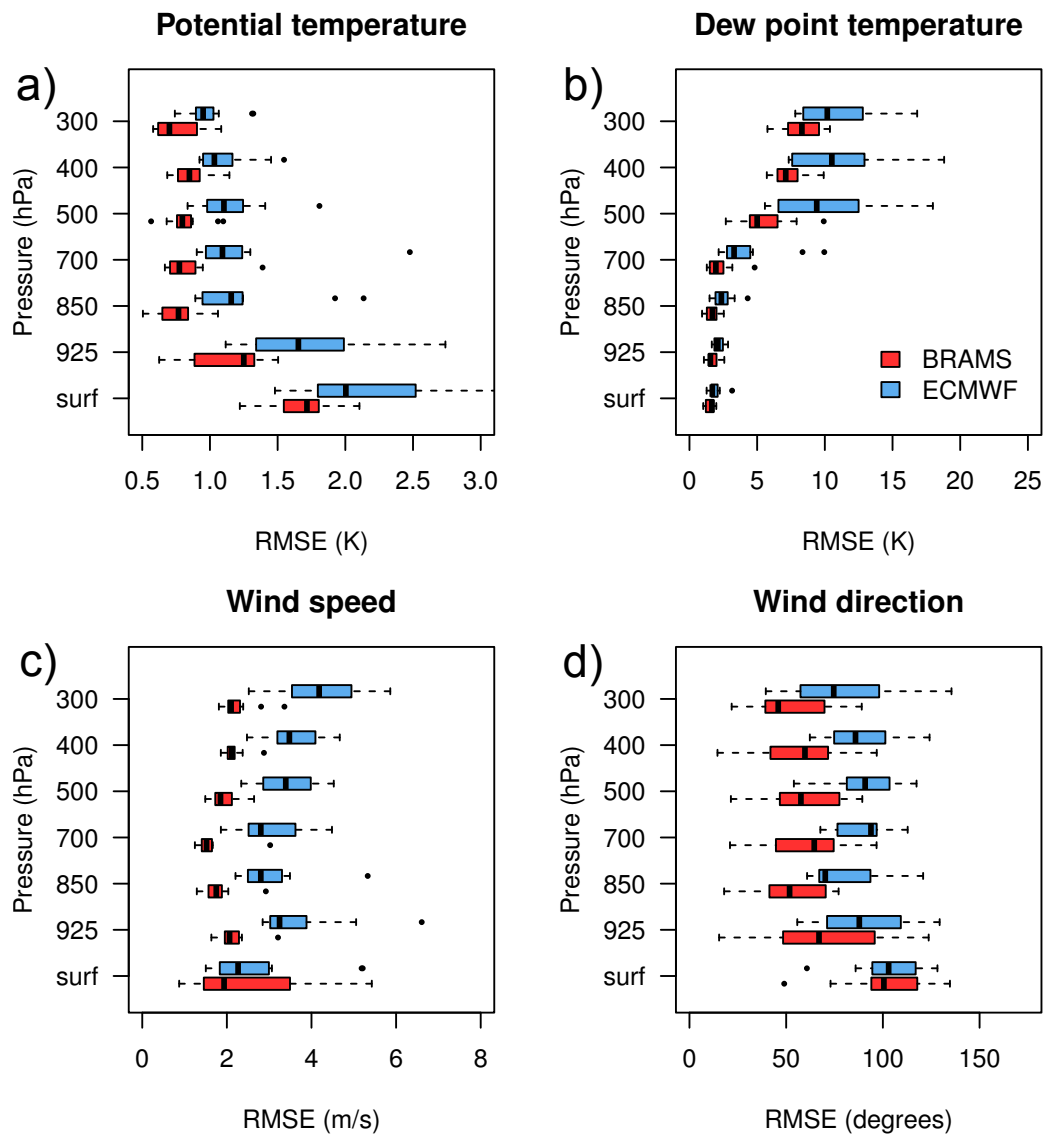 Potential temperature
a)
Pressure (hPa)
300
400
500
700
850
925
surf
0.5 1.0 1.5 2.0 2.5 3.0
RMSE (K)
Dew point temperature
b)
Pressure (hPa)
300
400
500
700
850
925
surf
BRAMS
ECMWF
0 5 10 15 20 25
RMSE (K)
Wind speed
c)
Pressure (hPa)
300
400
500
700
850
925
surf
0 2 4 6 8
RMSE (m/s)
Wind direction
d)
Pressure (hPa)
300
400
500
700
850
925
surf
0 50 100 150
RMSE (degrees)